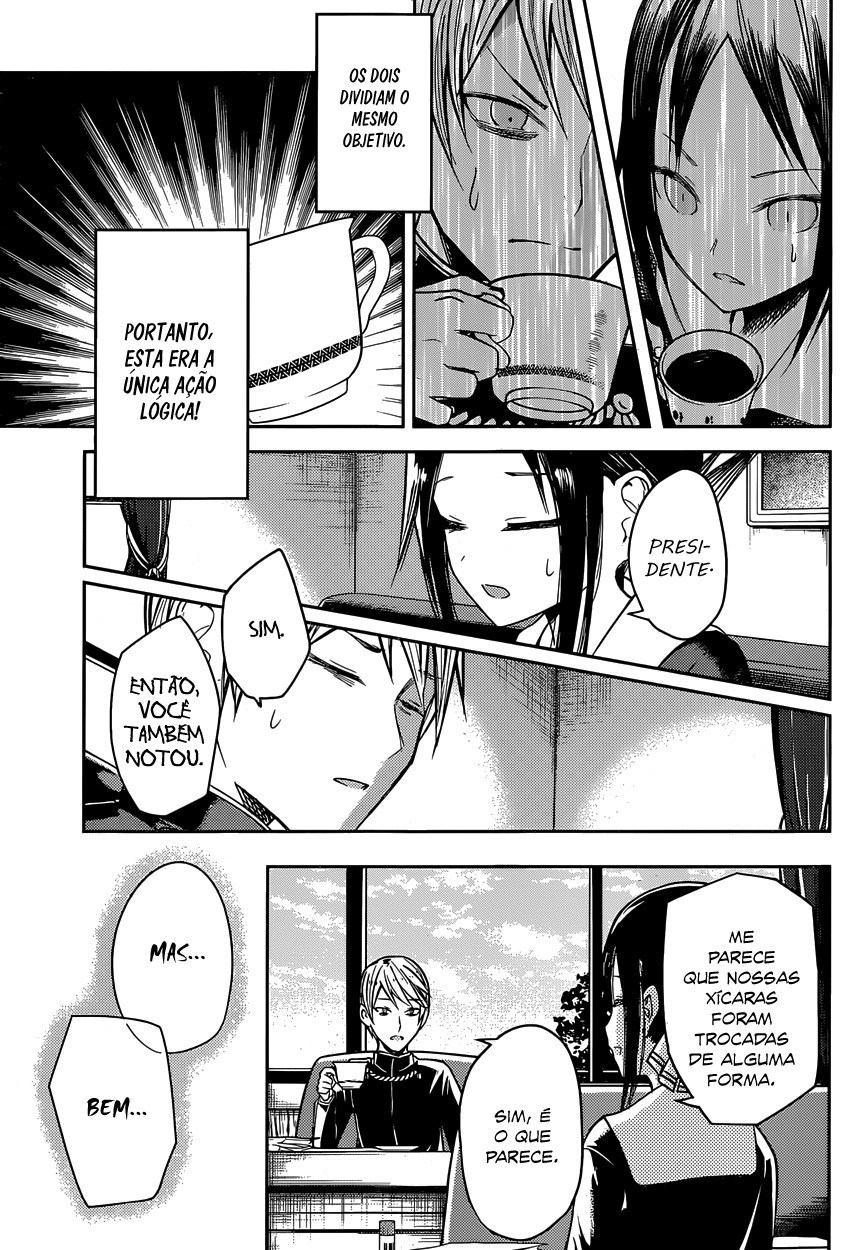 OS DOIS
DIVIDIAM O
MESMO
OBJETIVO.
PORTANTO,
ESTA ERA A
ÚNICA AÇÃO
LÓGICA!
PRESI-
DENTE.
SIM.
ENTÃO,
VOCÊ
TAMBÉM
NOTOU.
ME
PARECE
QUE NOSSAS
XÍCARAS
FORAM
TROCADAS
DE ALGUMA
FORMA.
SIM, É
O QUE
PARECE.
MAS...
BEM...